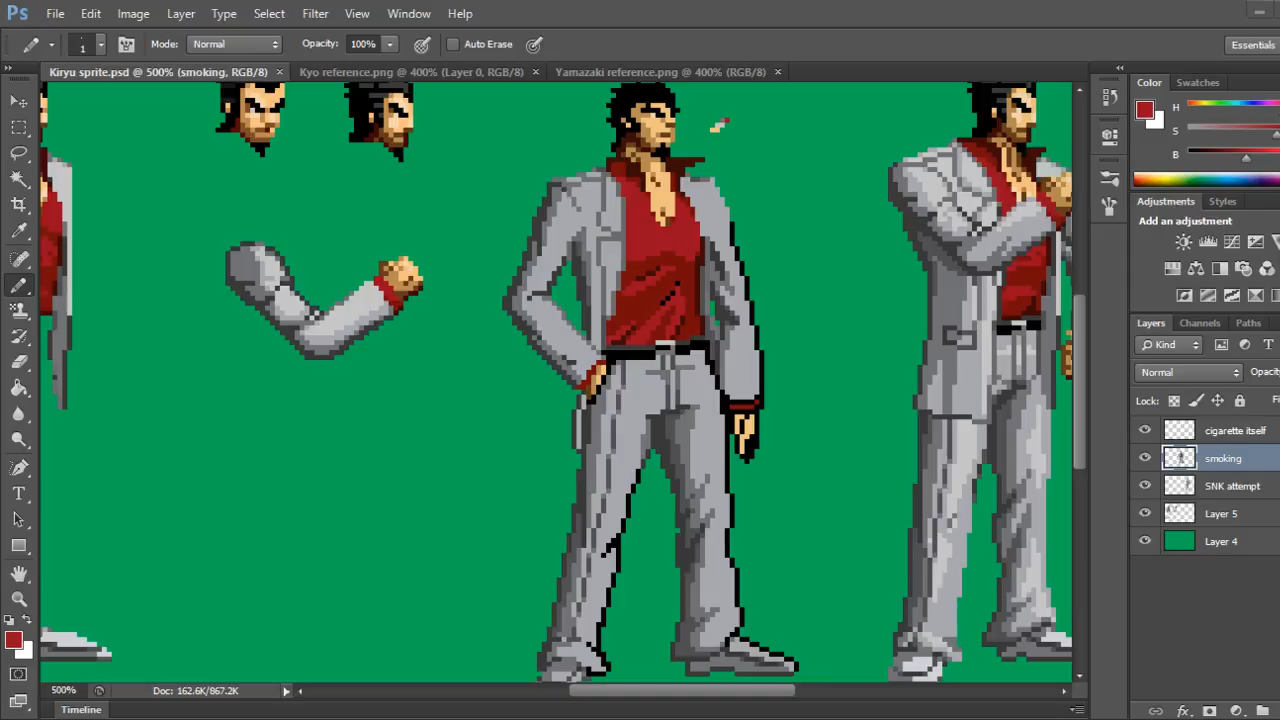 Ps File Edit Image Layer Type Select Filter View Window Help
1 Mode: Normal Opacity: 100% Auto Erase Essentials
Kiryu sprite.psd @ 500% (smoking, RGB/8) × Kyo reference.png @ 400% (Layer 0, RGB/8) × Yamazaki reference.png @ 400% (RGB/8) ×
Color Swatches
H
S
B
Adjustments Styles
Add an adjustment
Layers Channels Paths
Kind T
Normal Opacity
Lock:
cigarette itself
smoking
SNK attempt
Layer 5
Layer 4
fx
T
500% Doc: 162.6K/867.2K
Timeline